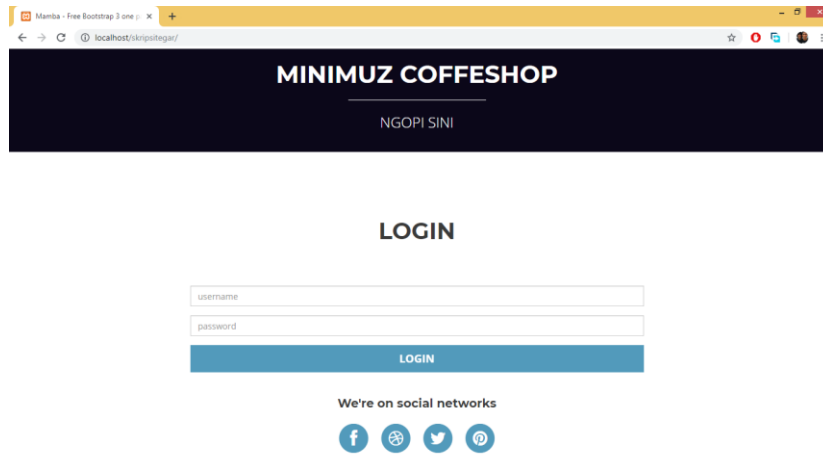 Mamba - Free Bootstrap 3 one p
localhost/skripsitegar/
MINIMUZ COFFESHOP
NGOPI SINI
LOGIN
username
password
LOGIN
We're on social networks